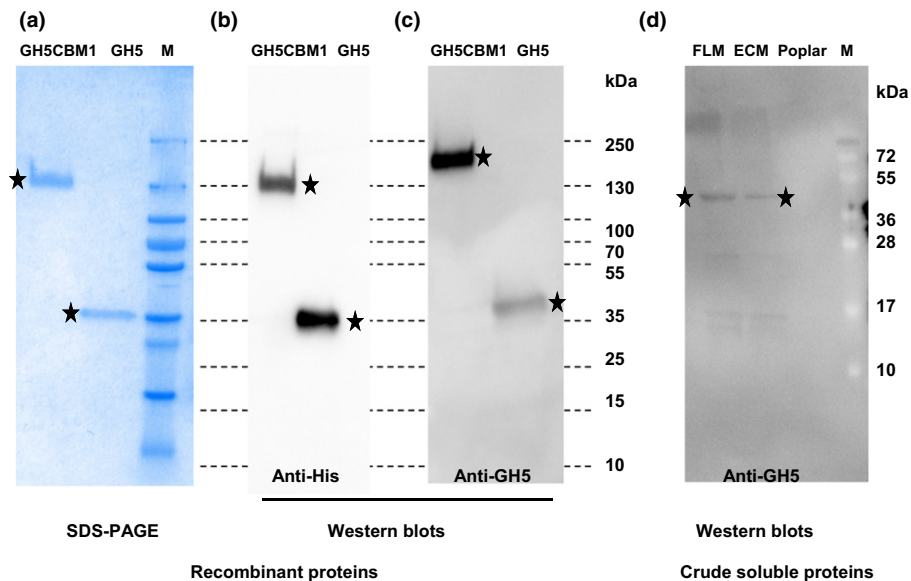 (a) (b) (c) (d)
GH5CBM1 GH5 M GH5CBM1 GH5 GH5CBM1 GH5 FLM ECM Poplar M
kDa
250
130
100
70
55
35
25
15
10
kDa
72
55
36
28
17
10
Anti-His Anti-GH5 Anti-GH5
SDS-PAGE Western blots Western blots
Recombinant proteins Crude soluble proteins